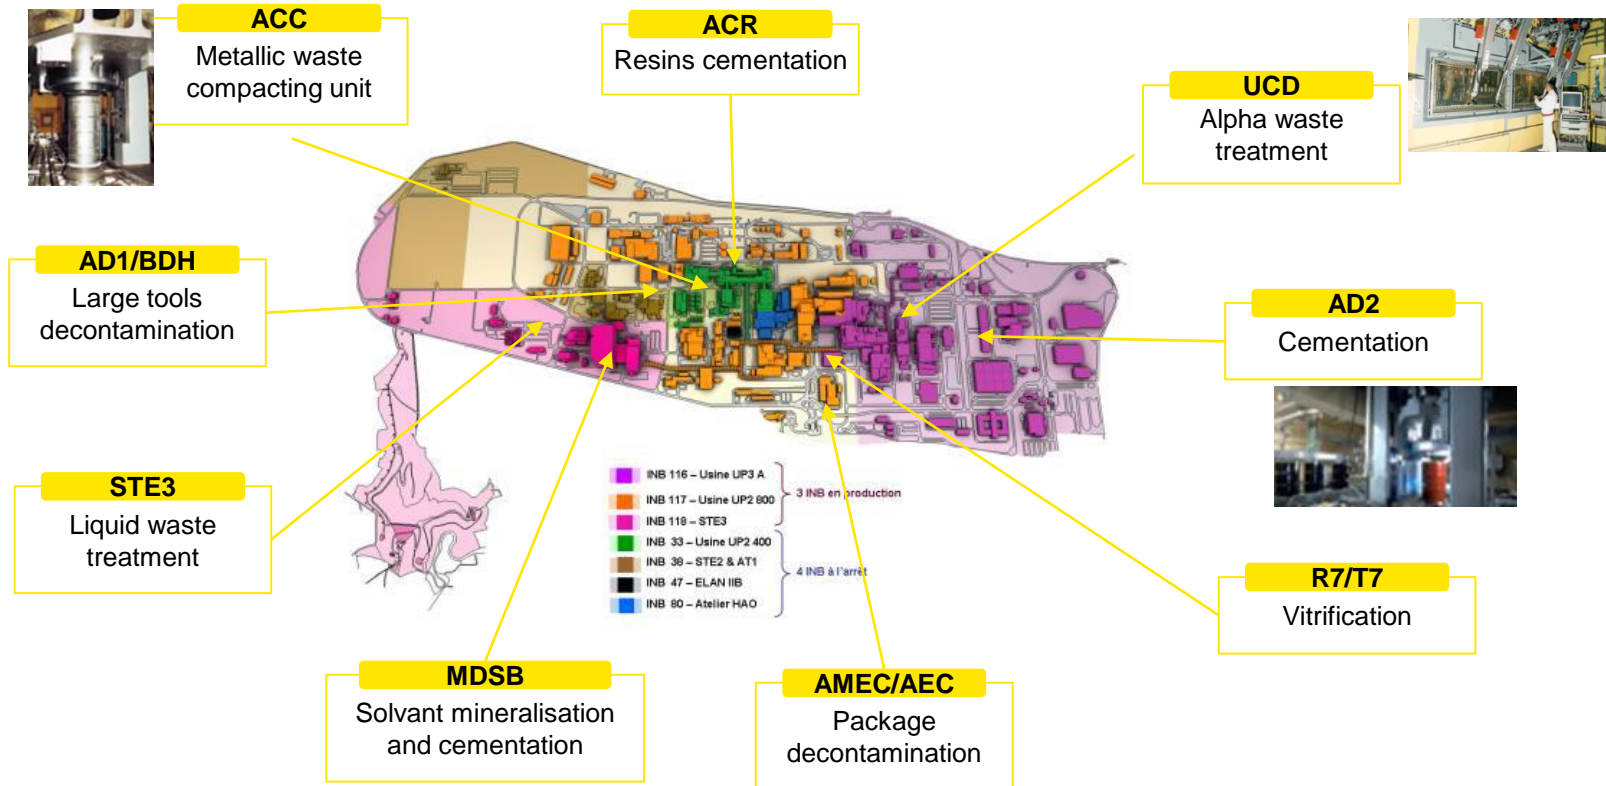 ACC
Metallic waste
compacting unit
ACR
Resins cementation
UCD
Alpha waste
treatment
AD1/BDH
Large tools
decontamination
AD2
Cementation
STE3
Liquid waste
treatment
INB 116 – Usine UP3 A
INB 117 – Usine UP2 800
INB 118 – STE3
3 INB en production
INB 33 – Usine UP2 400
INB 38 – STE2 & AT1
INB 47 – ELAN IIB
INB 80 – Atelier HAO
4 INB à l'arrêt
R7/T7
Vitrification
MDSB
Solvant mineralisation
and cementation
AMEC/AEC
Package
decontamination